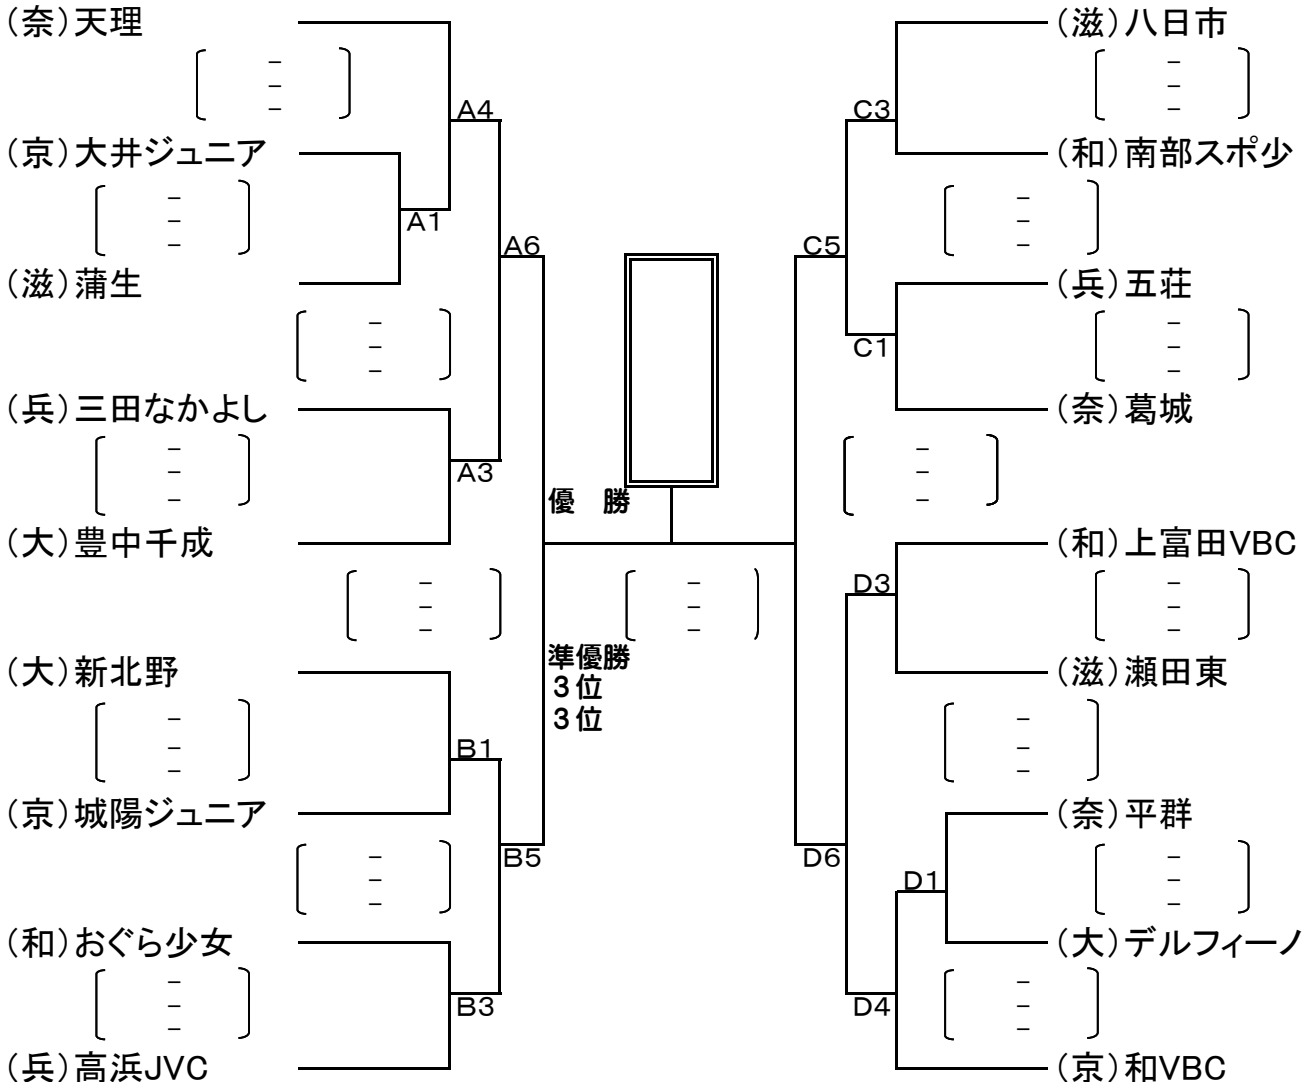 (奈)天理
－
－
－
A4
(京)大井ジュニア
－
－
－
A1
A6
(滋)蒲生
－
－
－
(兵)三田なかよし
－
－
－
A3
(大)豊中千成
－
－
－
(大)新北野
－
－
－
B1
(京)城陽ジュニア
－
－
－
B5
(和)おぐら少女
－
－
－
B3
(兵)高浜JVC
優　勝
－
－
－
準優勝
３位
３位
(滋)八日市
－
－
－
C3
(和)南部スポ少
－
－
－
C5
(兵)五荘
－
－
－
C1
(奈)葛城
－
－
－
(和)上富田VBC
－
－
－
D3
(滋)瀬田東
－
－
－
(奈)平群
－
－
－
D6
D1
(大)デルフィーノ
－
－
－
D4
(京)和VBC